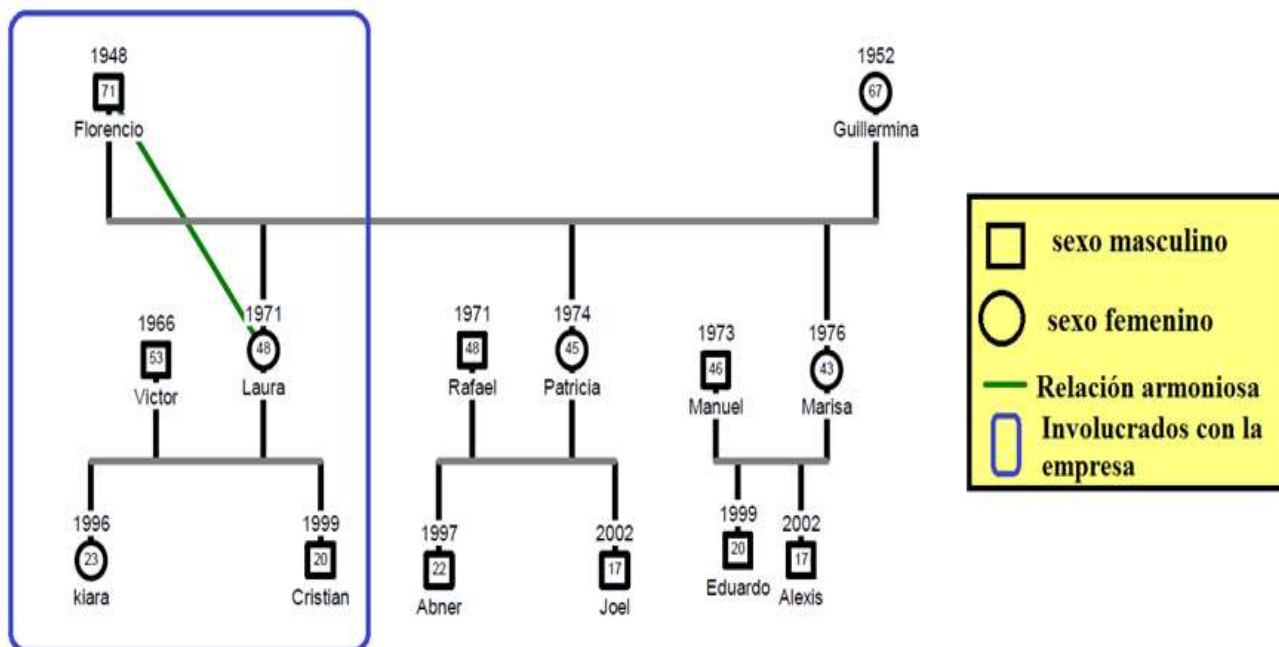 1948
71
Florencio
1952
67
Guillermina
1966
53
Victor
1971
48
Laura
1971
48
Rafael
1974
45
Patricia
1973
46
Manuel
1976
43
Marisa
1996
23
kiara
1999
20
Cristian
1997
22
Abner
2002
17
Joel
1999
20
Eduardo
2002
17
Alexis
sexo masculino
sexo femenino
Relación armoniosa
Involucrados con la
empresa